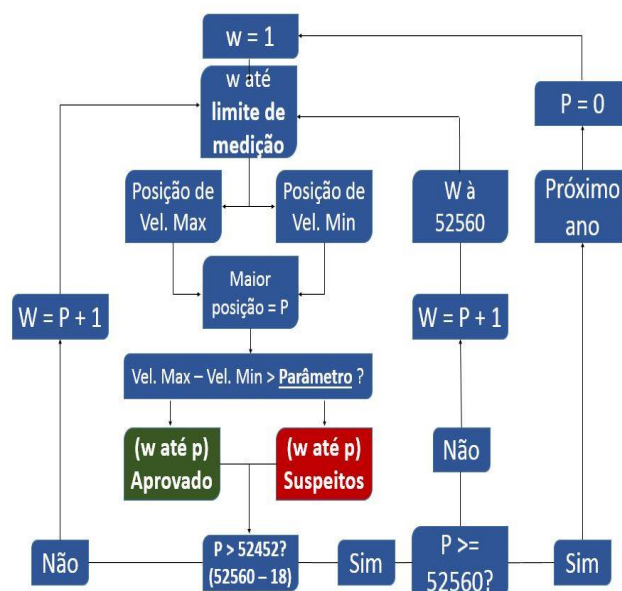 w = 1
w até
limite de
medição
P = 0
Posição de
Vel. Max
Posição de
Vel. Min
W à
52560
Próximo
ano
Maior
posição = P
W = P + 1
W = P + 1
Vel. Max – Vel. Min > Parâmetro ?
(w até p)
Aprovado
(w até p)
Suspeitos
Não
Não
P > 52452?
(52560 – 18)
Sim
P >=
52560?
Sim